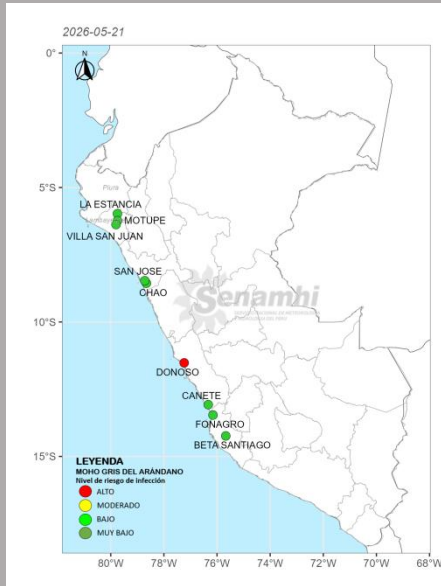 2026-05-21
N
0°
5°S
10°S
15°S
Piura
LA ESTANCIA
MOTUPE
VILLA SAN JUAN
SAN JOSE
CHAO
Senamhi
DONOSO
CANETE
FONAGRO
BETA SANTIAGO
LEYENDA
MOHO GRIS DEL ARÁNDANO
Nivel de riesgo de infección
ALTO
MODERADO
BAJO
MUY BAJO
80°W 78°W 76°W 74°W 72°W 70°W 68°W